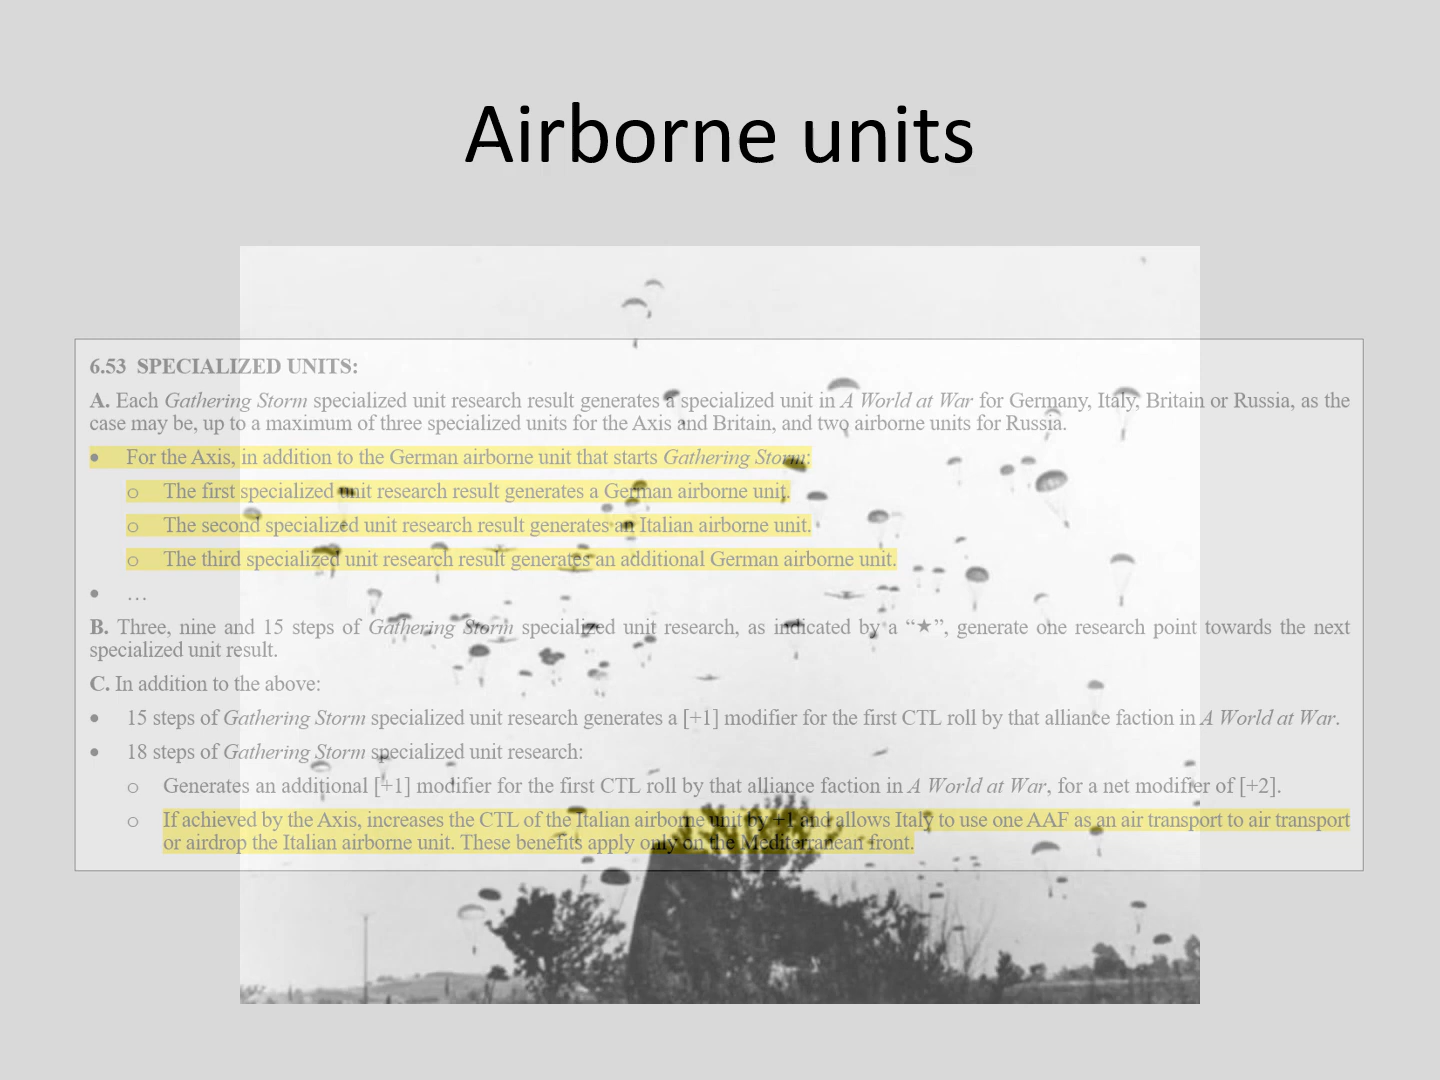 Airborne units
6.53 SPECIALIZED UNITS:
A. Each Gathering Storm specialized unit research result generates a specialized unit in A World at War for Germany, Italy, Britain or Russia, as the
case may be, up to a maximum of three specialized units for the Axis and Britain, and two airborne units for Russia.
• For the Axis, in addition to the German airborne unit that starts Gathering Storm:
o The first specialized unit research result generates a German airborne unit.
o The second specialized unit research result generates an Italian airborne unit.
o The third specialized unit research result generates an additional German airborne unit.
• …
B. Three, nine and 15 steps of Gathering Storm specialized unit research, as indicated by a “★”, generate one research point towards the next
specialized unit result.
C. In addition to the above:
• 15 steps of Gathering Storm specialized unit research generates a [+1] modifier for the first CTL roll by that alliance faction in A World at War.
• 18 steps of Gathering Storm specialized unit research:
o Generates an additional [+1] modifier for the first CTL roll by that alliance faction in A World at War, for a net modifier of [+2].
o If achieved by the Axis, increases the CTL of the Italian airborne unit by +1 and allows Italy to use one AAF as an air transport to air transport
or airdrop the Italian airborne unit. These benefits apply only on the Mediterranean front.